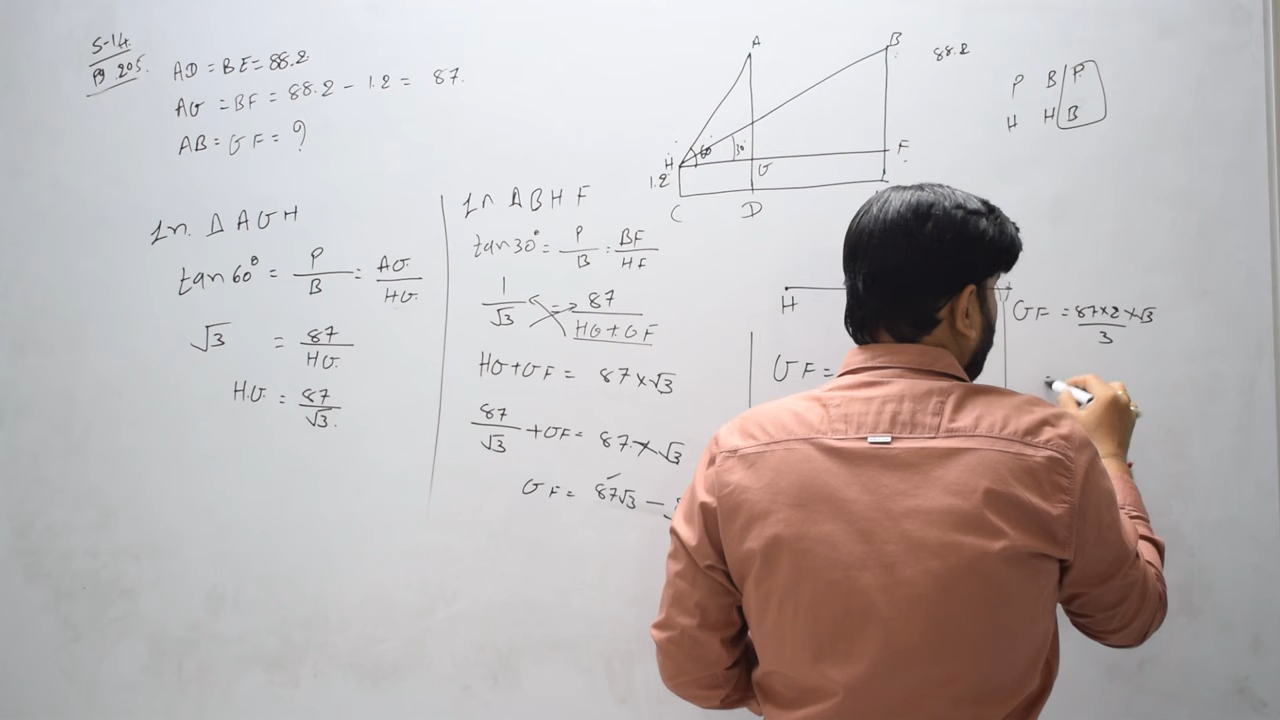 S-14
Pg. 205.
AD = BE = 88.2
AG = BF = 88.2 - 1.2 = 87.
AB = GF = ?
In. Δ AGH
tan 60° = P/B = AG/HG.
√3 = 87/HG.
H.G. = 87/√3.
In ΔBHF
tan 30° = P/B = BF/HF
1/√3 = 87/HG+GF
HG+GF = 87×√3
87/√3 + GF = 87×√3
GF = 87√3 -
A
B
88.2
H
60°
30°
G
F
1.2
C
D
P B P
H H B
H
GF =
GF = 87×2×√3/3
=